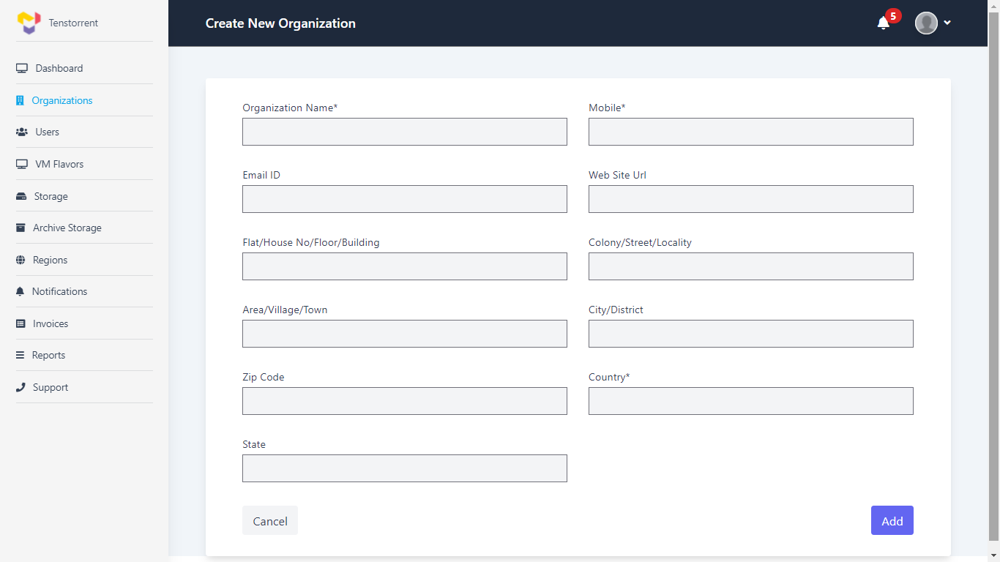 Tenstorrent
Dashboard
Organizations
Users
VM Flavors
Storage
Archive Storage
Regions
Notifications
Invoices
Reports
Support
Create New Organization
5
Organization Name*
Mobile*
Email ID
Web Site Url
Flat/House No/Floor/Building
Colony/Street/Locality
Area/Village/Town
City/District
Zip Code
Country*
State
Cancel
Add